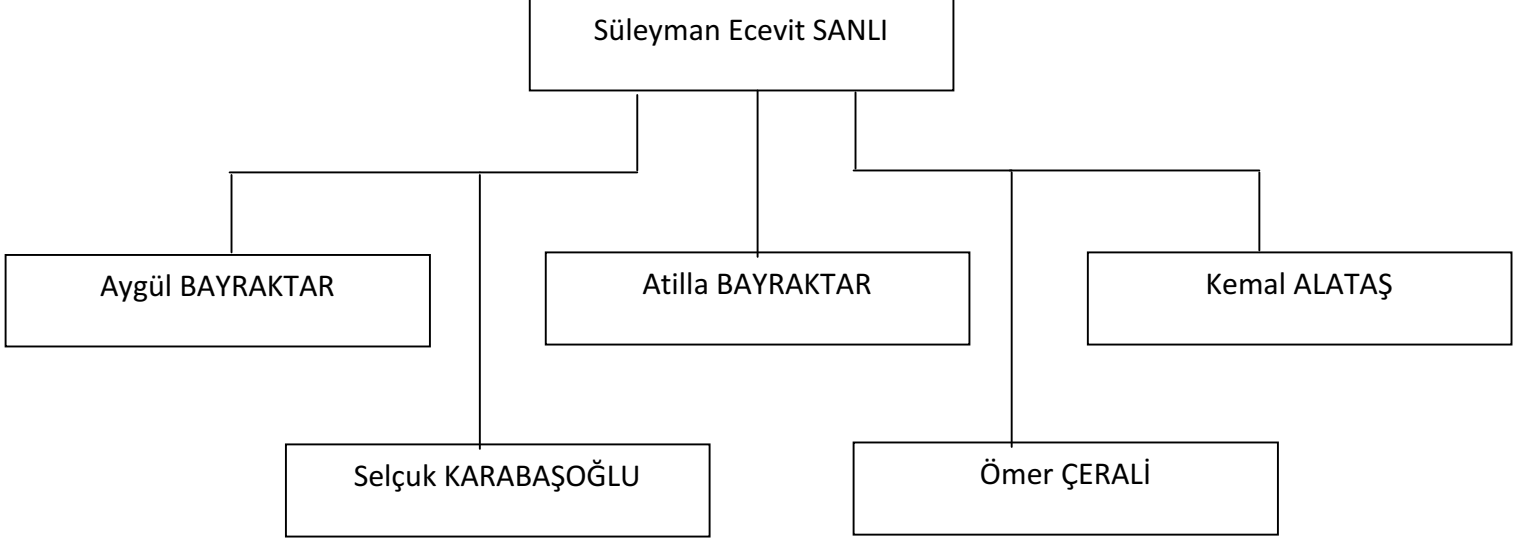 Süleyman Ecevit SANLI
Aygül BAYRAKTAR
Atilla BAYRAKTAR
Kemal ALATAŞ
Selçuk KARABAŞOĞLU
Ömer ÇERALİ